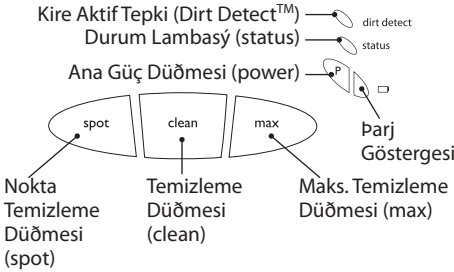 Kire Aktif Tepki (Dirt Detect™)
dirt detect
Durum Lambasý (status)
status
Ana Güç Düðmesi (power)
P
spot
clean
max
Þarj
Göstergesi
Nokta
Temizleme
Düðmesi
(spot)
Temizleme
Düðmesi
(clean)
Maks. Temizleme
Düðmesi (max)